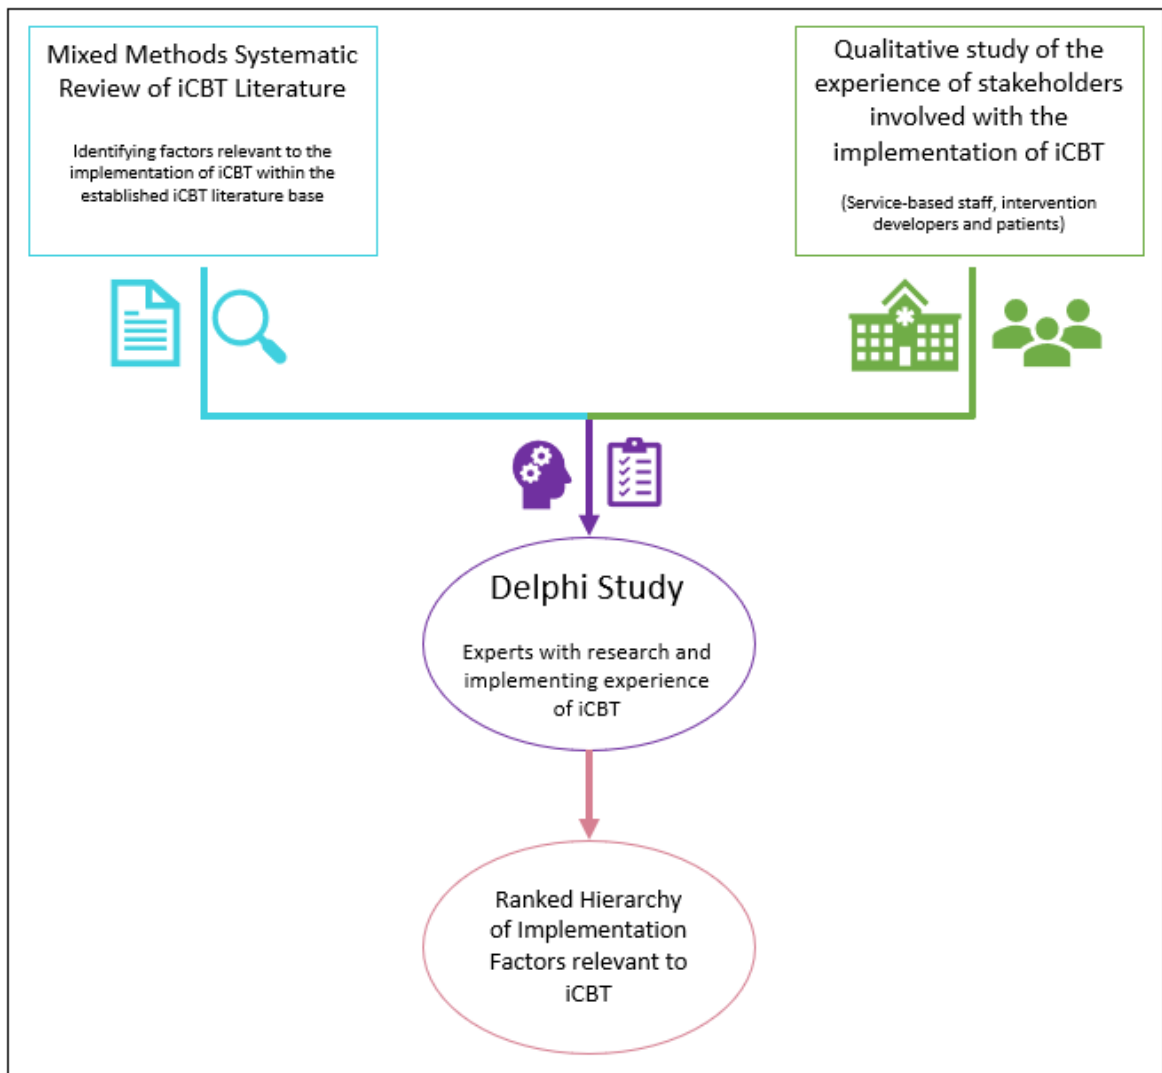 Mixed Methods Systematic
Review of iCBT Literature
Identifying factors relevant to the
implementation of iCBT within the
established iCBT literature base
Qualitative study of the
experience of stakeholders
involved with the
implementation of iCBT
(Service-based staff, intervention
developers and patients)
Delphi Study
Experts with research and
implementing experience
of iCBT
Ranked Hierarchy
of Implementation
Factors relevant to
iCBT